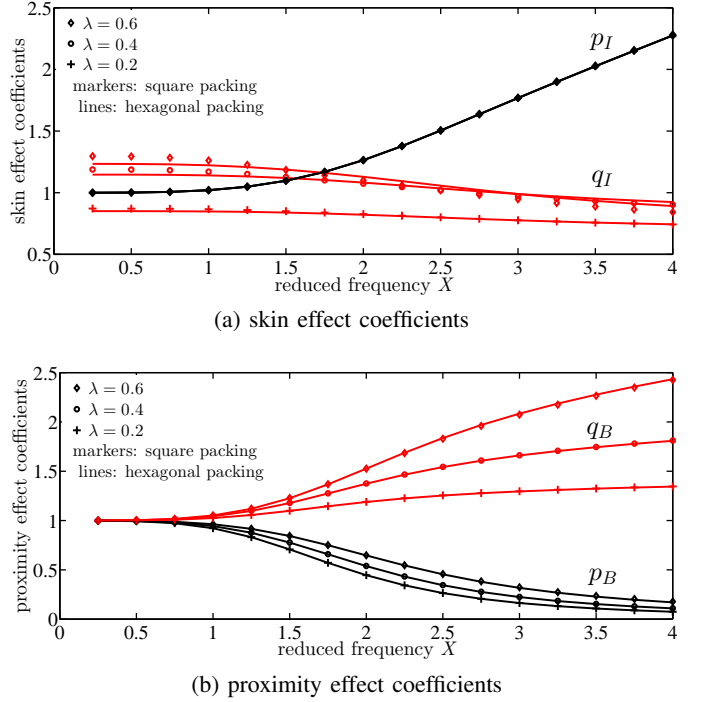 2.5
2
1.5
1
0.5
0
0.5
1
1.5
2
2.5
3
3.5
4
skin effect coefficients
λ = 0.6
λ = 0.4
λ = 0.2
markers: square packing
lines: hexagonal packing
p_I
q_I
reduced frequency X
(a) skin effect coefficients
2.5
2
1.5
1
0.5
0
0
0.5
1
1.5
2
2.5
3
3.5
4
proximity effect coefficients
λ = 0.6
λ = 0.4
λ = 0.2
markers: square packing
lines: hexagonal packing
q_B
p_B
reduced frequency X
(b) proximity effect coefficients